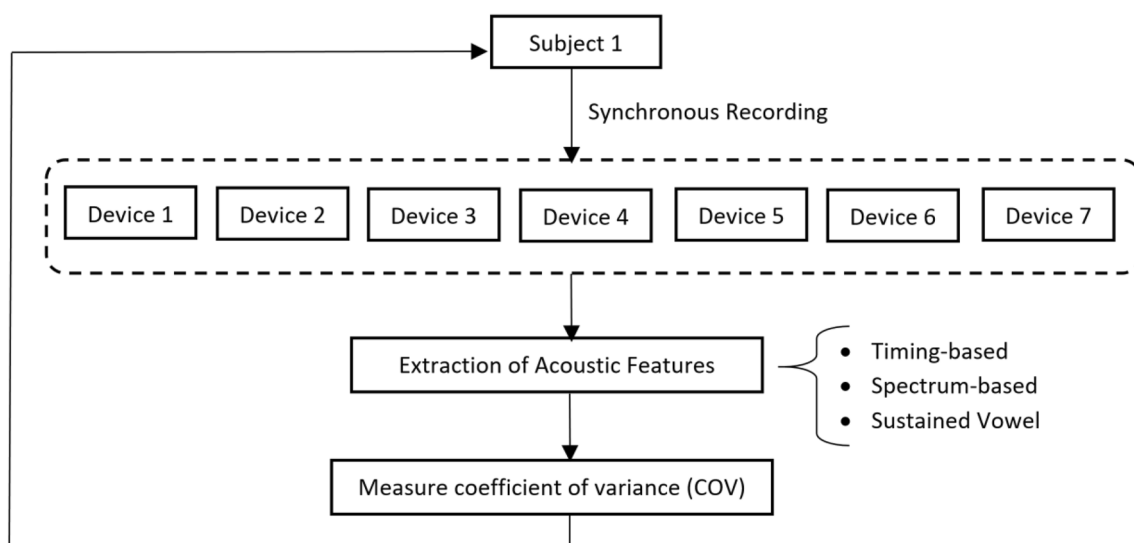 Subject 1
Synchronous Recording
Device 1
Device 2
Device 3
Device 4
Device 5
Device 6
Device 7
Extraction of Acoustic Features
• Timing-based
• Spectrum-based
• Sustained Vowel
Measure coefficient of variance (COV)